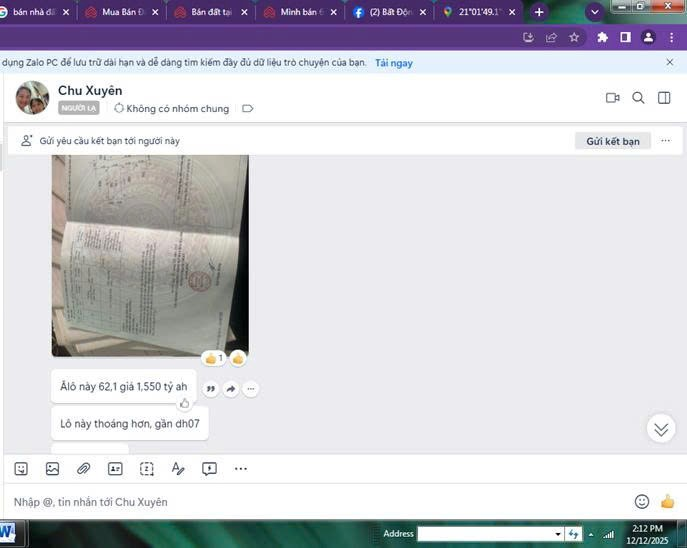 bán nhà đấ
Mua Bán Đ
Bán đất tại
Mình bán 6
(2) Bất Độn
21°01'49.1"
dụng Zalo PC để lưu trữ dài hạn và dễ dàng tìm kiếm đầy đủ dữ liệu trò chuyện của bạn. Tải ngay
Chu Xuyên
NGƯỜI LẠ
Không có nhóm chung
Gửi yêu cầu kết bạn tới người này
Gửi kết bạn
1
Ălô này 62,1 giá 1,550 tỷ ah
Lô này thoáng hơn, gần dh07
Nhập @, tin nhắn tới Chu Xuyên
Address
2:12 PM
12/12/2025